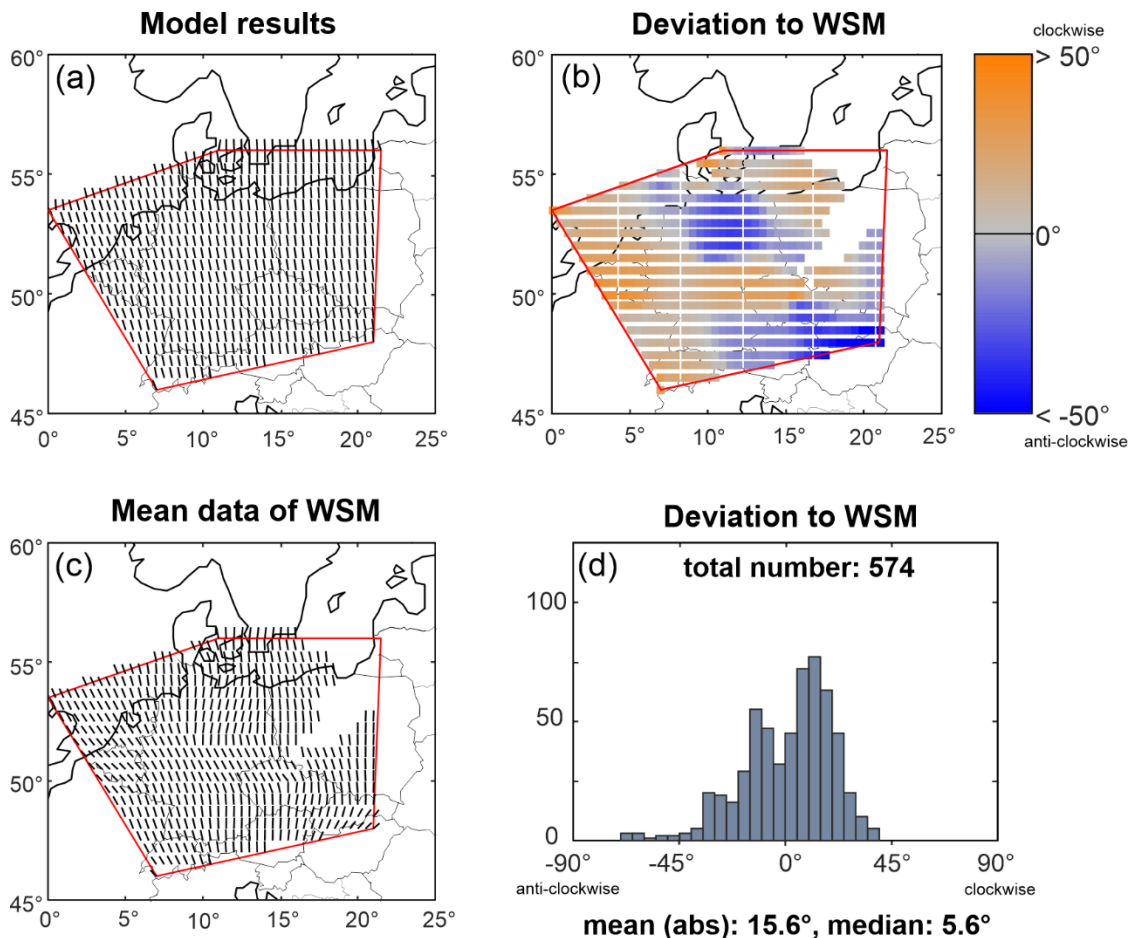 Model results
(a)
60°
55°
50°
45°
0°
5°
10°
15°
20°
25°
Deviation to WSM
(b)
60°
55°
50°
45°
0°
5°
10°
15°
20°
25°
clockwise
> 50°
0°
< -50°
anti-clockwise
Mean data of WSM
(c)
60°
55°
50°
45°
0°
5°
10°
15°
20°
25°
Deviation to WSM
(d)
total number: 574
100
50
0
-90°
-45°
0°
45°
90°
anti-clockwise
clockwise
mean (abs): 15.6°, median: 5.6°